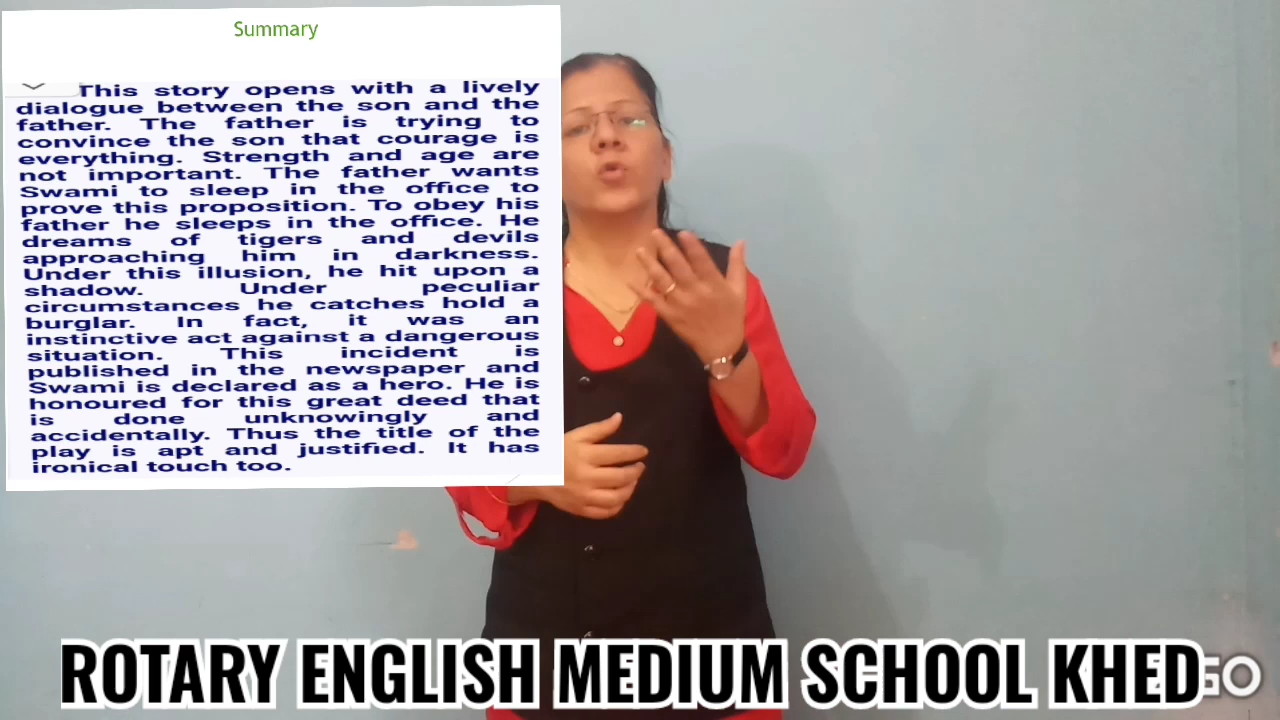 Summary
This story opens with a lively
dialogue between the son and the
father. The father is trying to
convince the son that courage is
everything. Strength and age are
not important. The father wants
Swami to sleep in the office to
prove this proposition. To obey his
father he sleeps in the office. He
dreams of tigers and devils
approaching him in darkness.
Under this illusion, he hit upon a
shadow. Under peculiar
circumstances he catches hold a
burglar. In fact, it was an
instinctive act against a dangerous
situation. This incident is
published in the newspaper and
Swami is declared as a hero. He is
honoured for this great deed that
is done unknowingly and
accidentally. Thus the title of the
play is apt and justified. It has
ironical touch too.
ROTARY ENGLISH MEDIUM SCHOOL KHED
GO